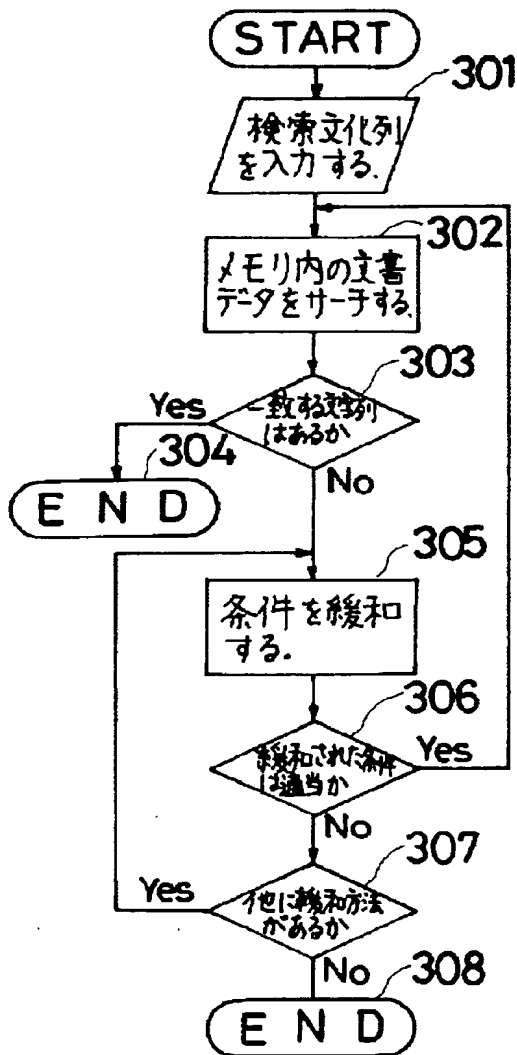 START
301
検索文化列
を入力する.
302
メモリ内の文書
データをサーチする.
303
一致する文字列
はあるか
Yes
304
END
No
305
条件を緩和
する.
306
緩和された条件
は適当か
Yes
No
307
他に緩和方法
があるか
Yes
No
308
END